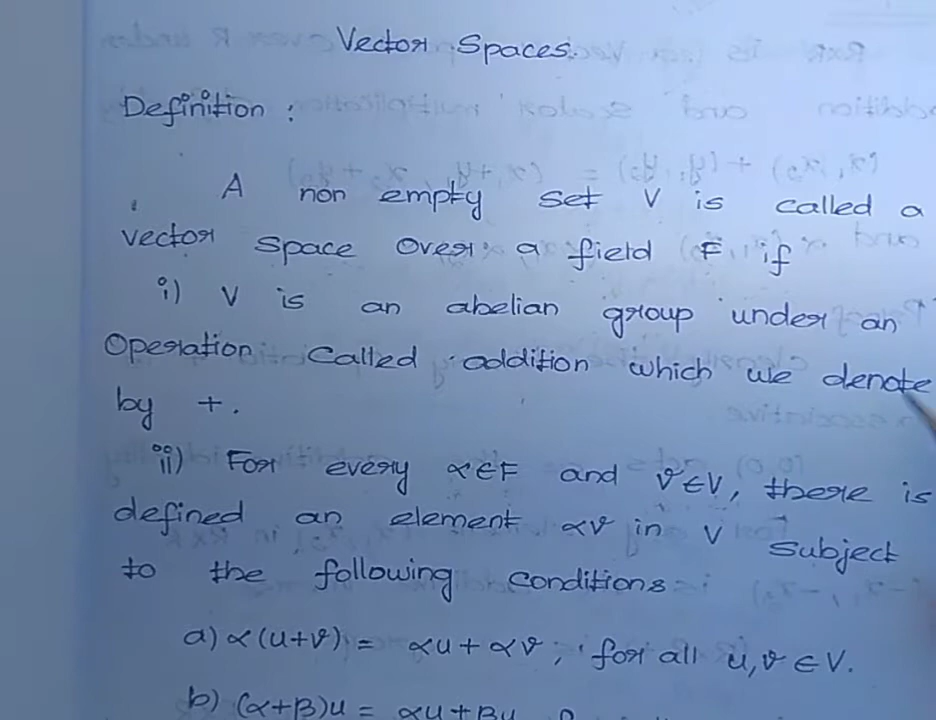 Vector Spaces.
Definition :
A non empty set V is called a
vector space over a field F if
i) V is an abelian group under an
operation called addition which we denote
by +.
ii) For every α∈F and v∈V, there is
defined an element αv in V subject
to the following conditions
a) α(u+v) = αu + αv, for all u,v ∈ V.
b) (α+β)u = αu + βu